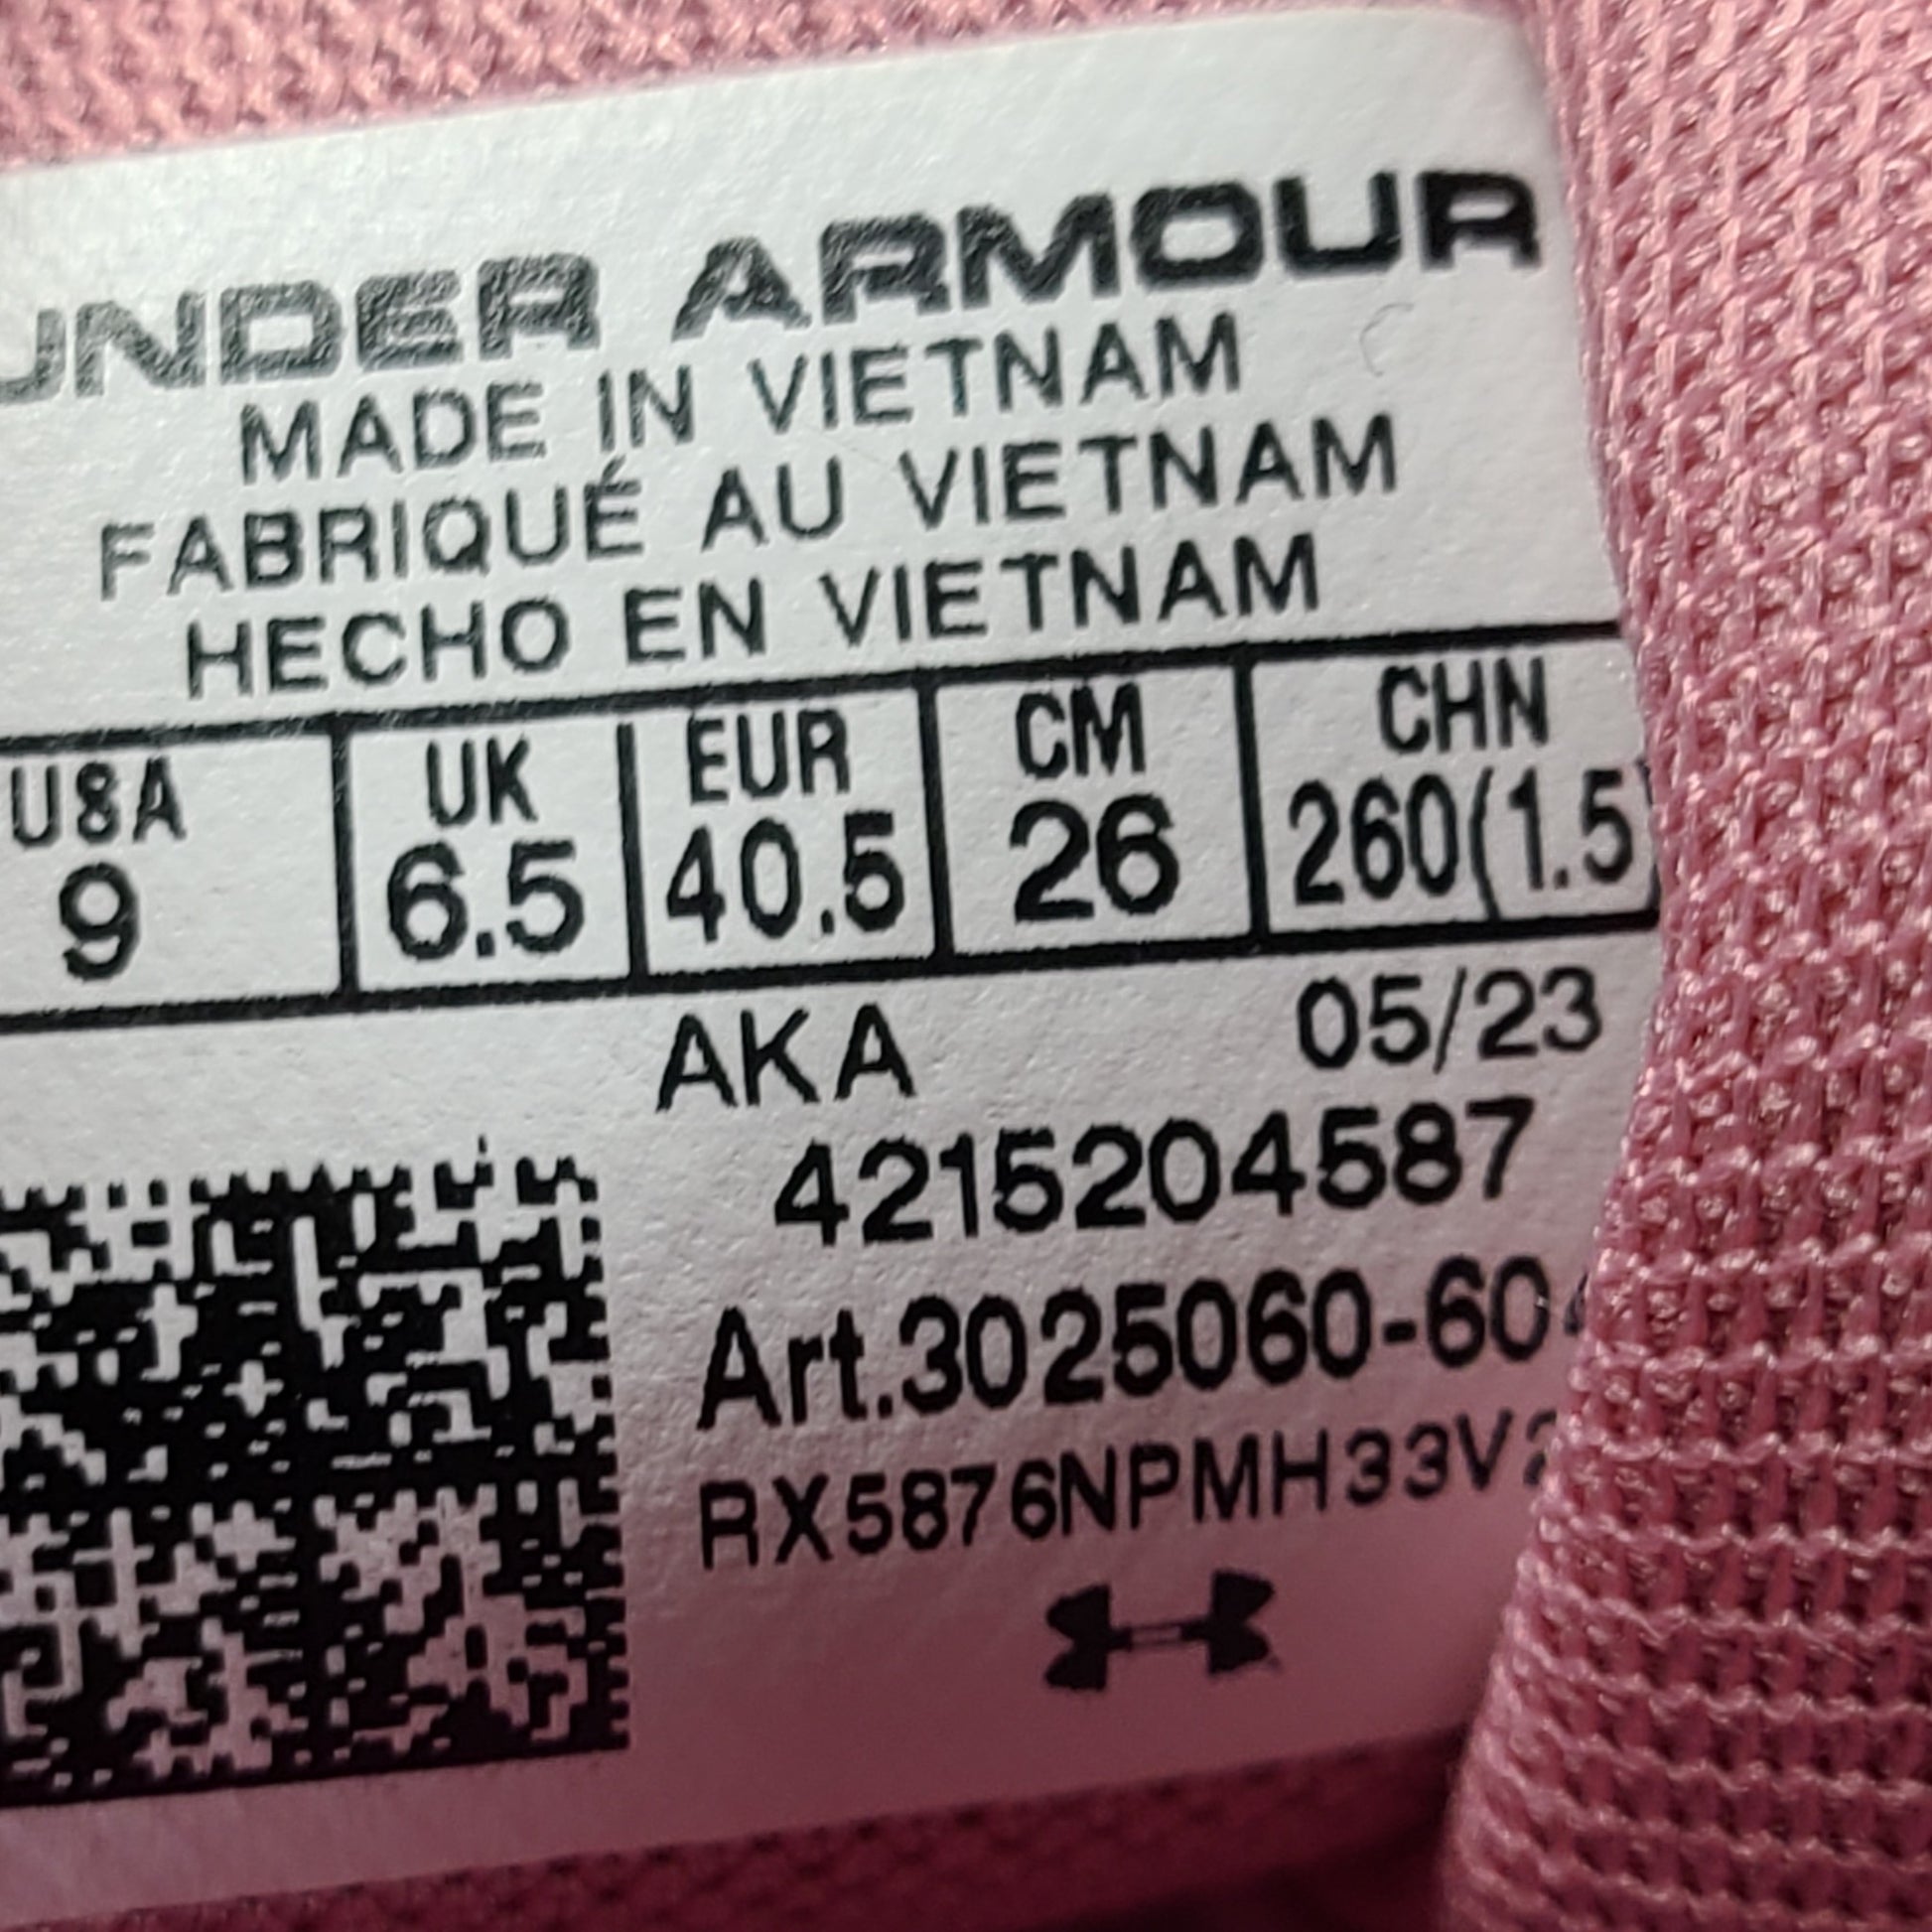 UNDER ARMOUR
MADE IN VIETNAM
FABRIQUÉ AU VIETNAM
HECHO EN VIETNAM
USA UK EUR CM CHN
9 6.5 40.5 26 260(1.5)
AKA 05/23
4215204587
Art.3025060-60
RX5876NPMH33V